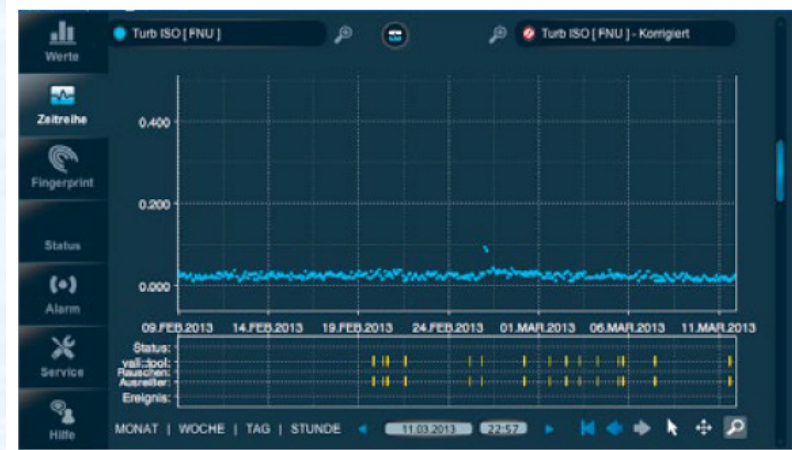 Werte
Zeitreihe
Fingerprint
Status
Alarm
Service
Hilfe
Turb ISO [ FNU ]
Turb ISO [ FNU ] - Korrigiert
0.400
0.200
0.000
09.FEB.2013 14.FEB.2013 19.FEB.2013 24.FEB.2013 01.MAR.2013 06.MAR.2013 11.MAR.2013
Status:
Rauschen:
Ausreißer:
Ereignis:
MONAT | WOCHE | TAG | STUNDE 11.03.2013 22:57